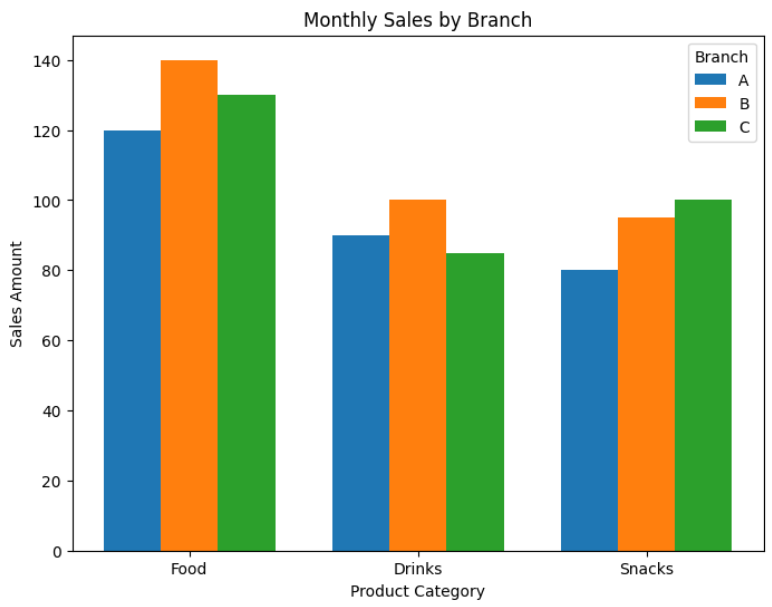 Monthly Sales by Branch
Branch
A
B
C
140
120
100
80
60
40
20
0
Sales Amount
Food
Drinks
Snacks
Product Category